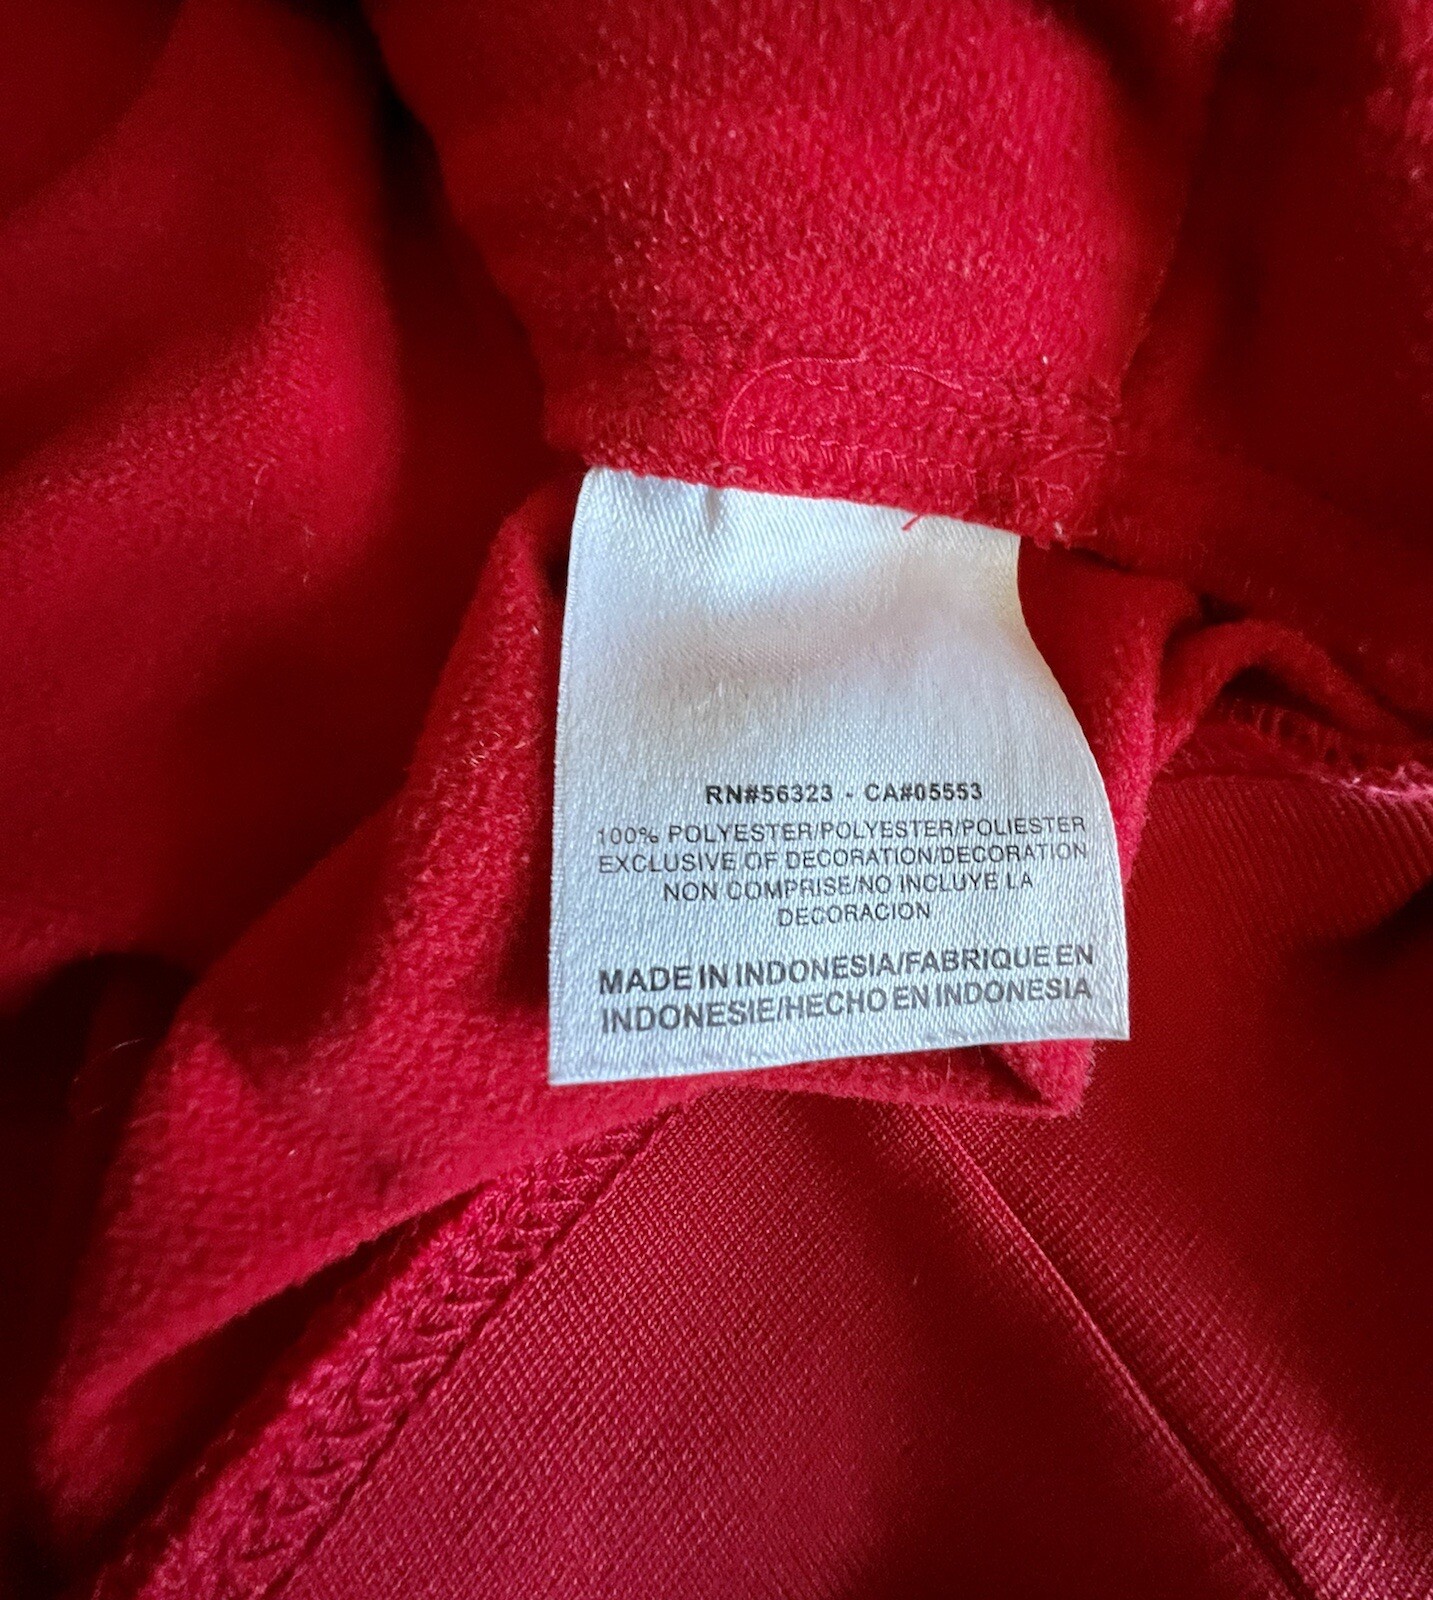 RN#56323 - CA#05553
100% POLYESTER/POLYESTER/POLIESTER
EXCLUSIVE OF DECORATION/DECORATION
NON COMPRISE/NO INCLUYE LA
DECORACION
MADE IN INDONESIA/FABRIQUE EN
INDONESIE/HECHO EN INDONESIA